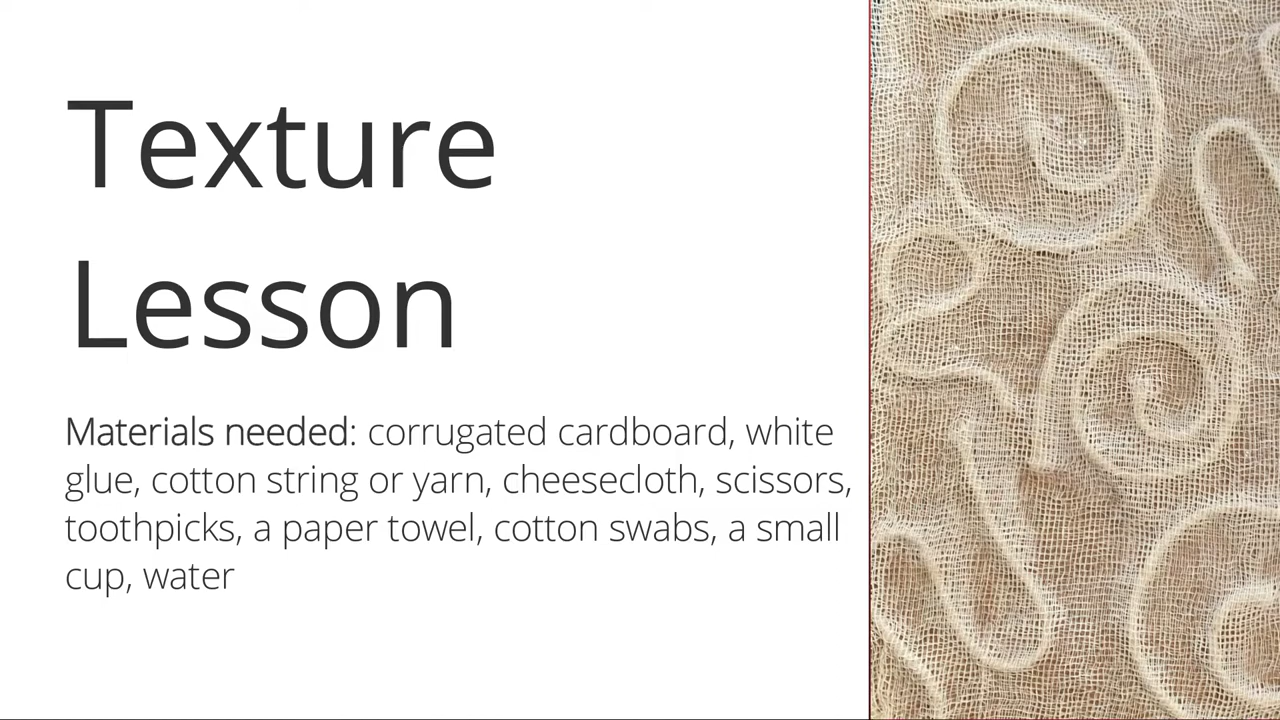 Texture
Lesson
Materials needed: corrugated cardboard, white
glue, cotton string or yarn, cheesecloth, scissors,
toothpicks, a paper towel, cotton swabs, a small
cup, water